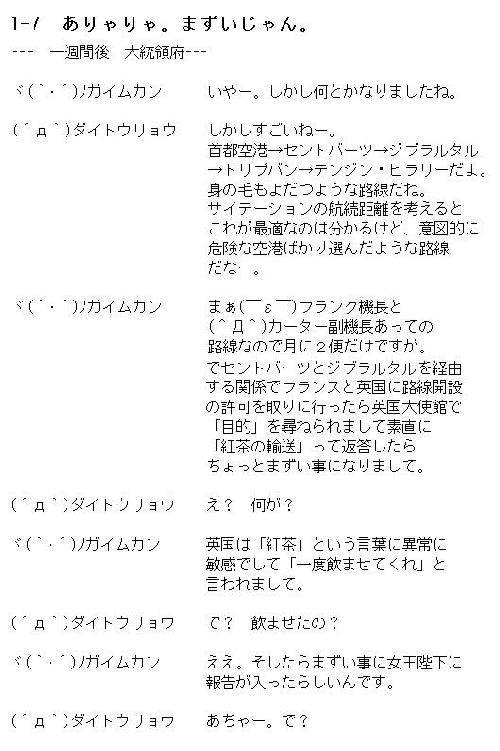 1-7 ありゃりゃ。まずいじゃん。
--- 一週間後 大統領府---
ヾ(｀･´)ﾉガイムカン いやー。しかし何とかなりましたね。
(´д｀)ダイトウリョウ しかしすごいねー。
首都空港→セントバーツ→ジブラルタル
→トリブバン→テンジン・ヒラリーだよ。
身の毛もよだつような路線だね。
サイテーションの航続距離を考えると
これが最適なのは分かるけど、意図的に
危険な空港ばかり選んだような路線
だなー。
ヾ(｀･´)ﾉガイムカン まぁ(￣ε￣)フランク機長と
(＾Д＾)カーター副機長あっての
路線なので月に２便だけですが。
でセントバーツとジブラルタルを経由
する関係でフランスと英国に路線開設
の許可を取りに行ったら英国大使館で
「目的」を尋ねられまして素直に
「紅茶の輸送」って返答したら
ちょっとまずい事になりまして。
(´д｀)ダイトウリョウ え？ 何が？
ヾ(｀･´)ﾉガイムカン 英国は「紅茶」という言葉に異常に
敏感でして「一度飲ませてくれ」と
言われまして。
(´д｀)ダイトウリョウ で？ 飲ませたの？
ヾ(｀･´)ﾉガイムカン ええ。そしたらまずい事に女王陛下に
報告が入ったらしいんです。
(´д｀)ダイトウリョウ あちゃー。で？